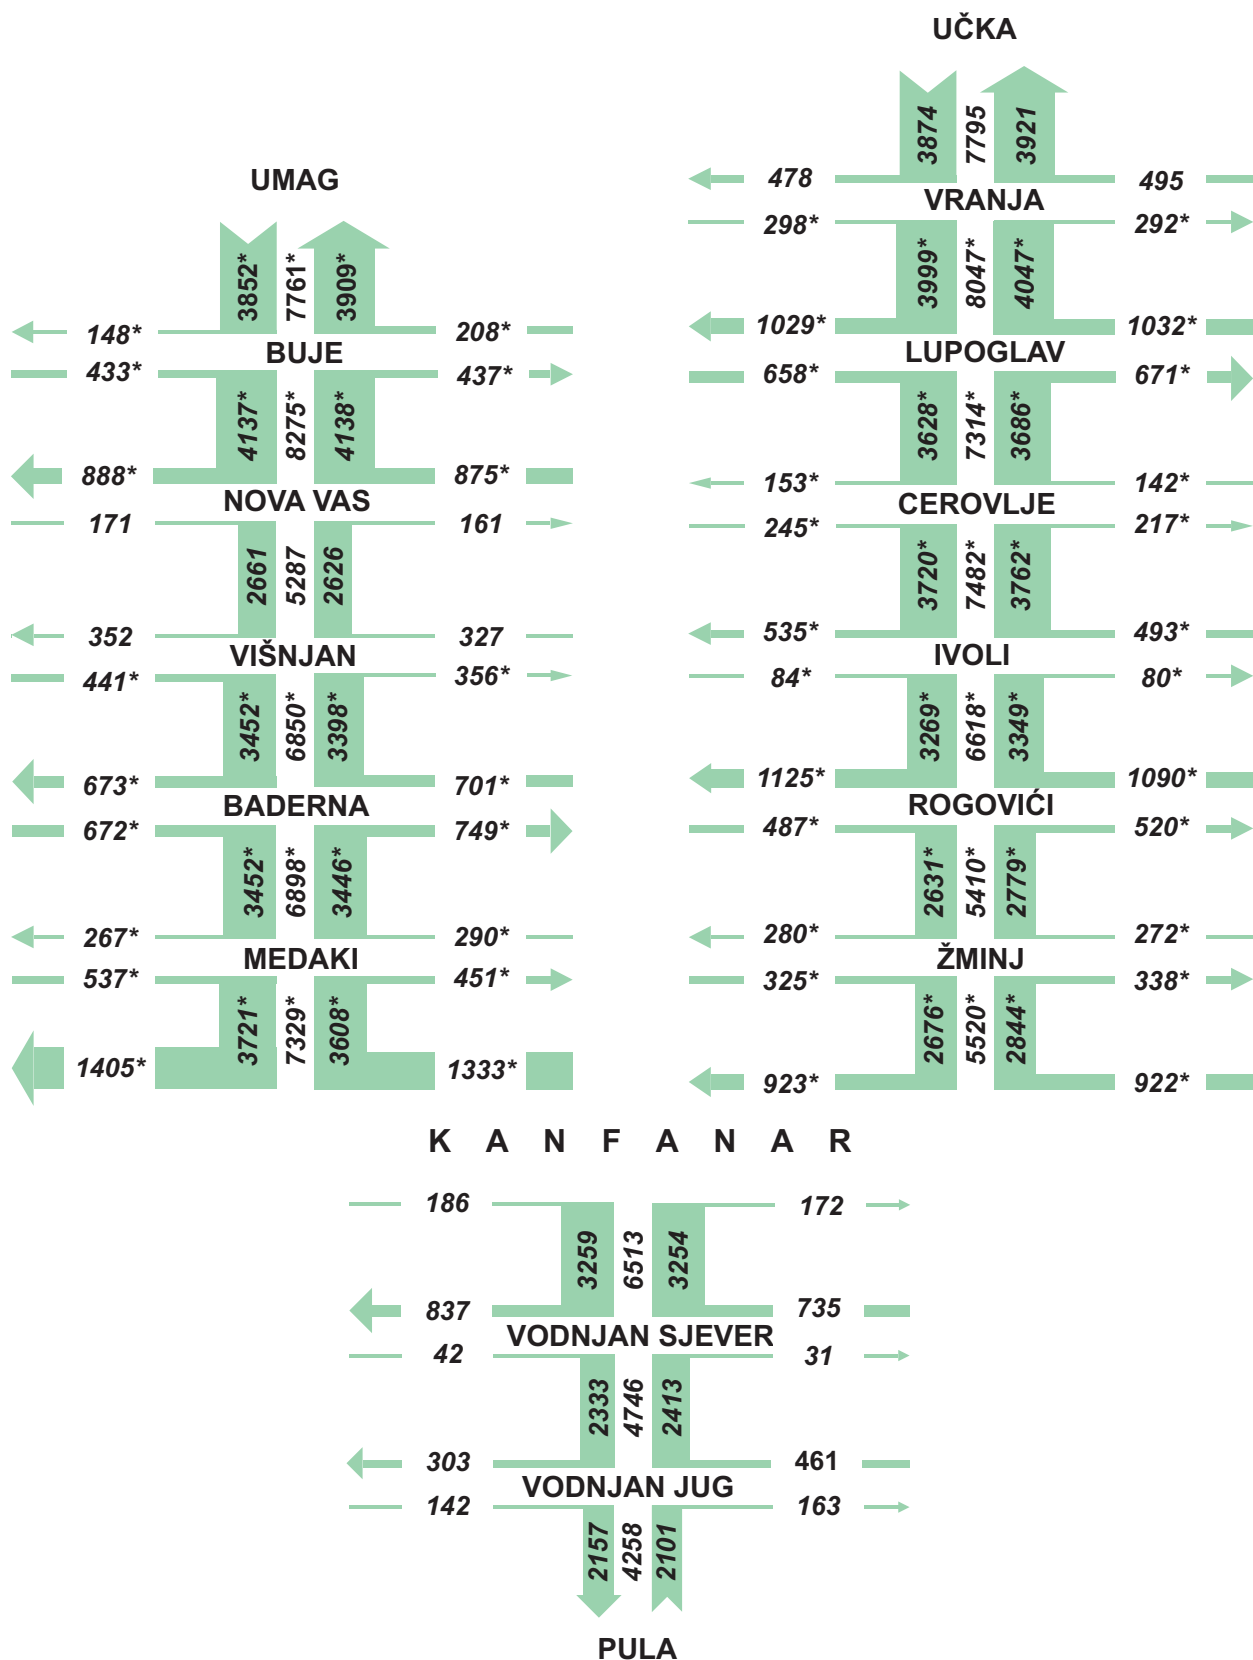 UMAG
3852* 7761* 3909*
148* 208*
BUJE
433* 437*
4137* 8275* 4138*
888* 875*
NOVA VAS
171 161
2661 5287 2626
352 327
VIŠNJAN
441* 356*
3452* 6850* 3398*
673* 701*
BADERNA
672* 749*
3452* 6898* 3446*
267* 290*
MEDAKI
537* 451*
3721* 7329* 3608*
1405* 1333*
UČKA
3874 7795 3921
478 495
VRANJA
298* 292*
3999* 8047* 4047*
1029* 1032*
LUPOGLAV
658* 671*
3628* 7314* 3686*
153* 142*
CEROVLJE
245* 217*
3720* 7482* 3762*
535* 493*
IVOLI
84* 80*
3269* 6618* 3349*
1125* 1090*
ROGOVIĆI
487* 520*
2631* 5410* 2779*
280* 272*
ŽMINJ
325* 338*
2676* 5520* 2844*
923* 922*
K A N F A N A R
186 172
3259 6513 3254
837 735
VODNJAN SJEVER
42 31
2333 4746 2413
303 461
VODNJAN JUG
142 163
2157 4258 2101
PULA